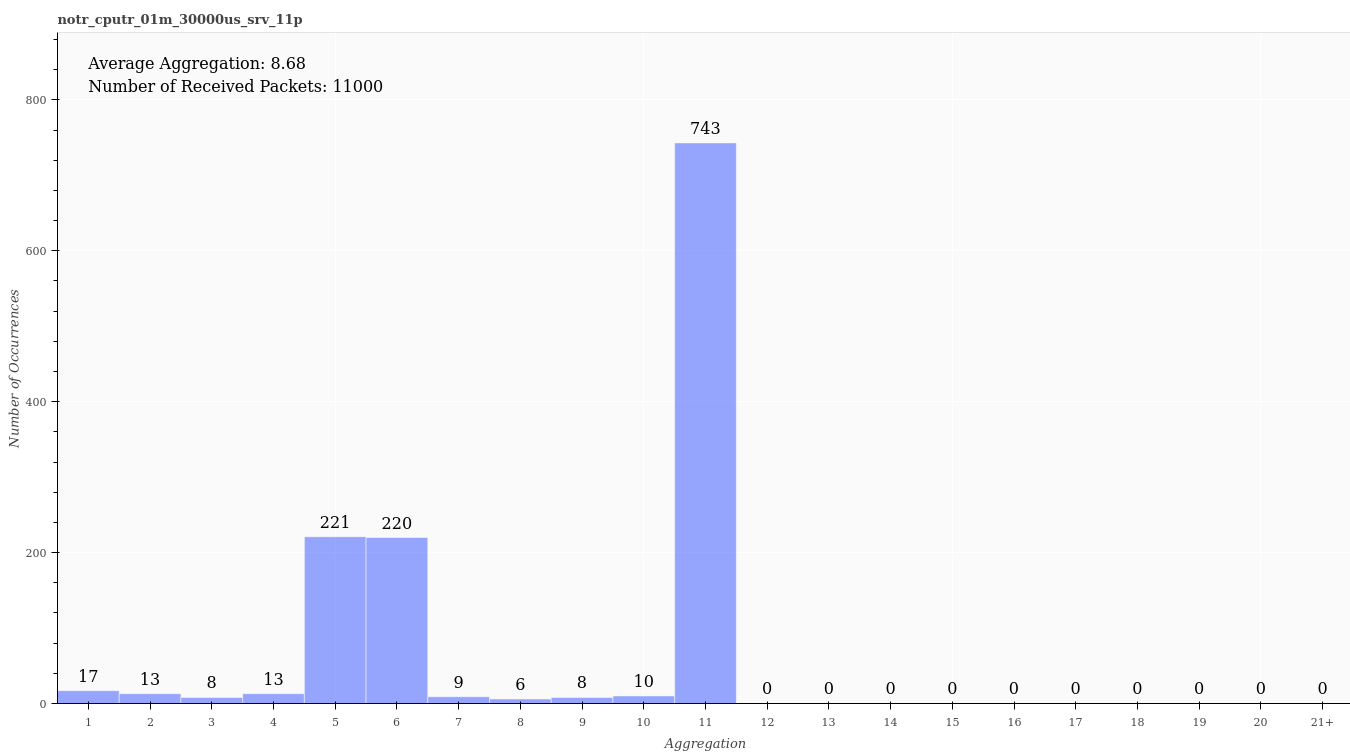 notr_cputr_01m_30000us_srv_11p
Average Aggregation: 8.68
Number of Received Packets: 11000
800
600
400
200
0
Number of Occurrences
17 13 8 13 221 220 9 6 8 10 743 0 0 0 0 0 0 0 0 0 0
1 2 3 4 5 6 7 8 9 10 11 12 13 14 15 16 17 18 19 20 21+
Aggregation